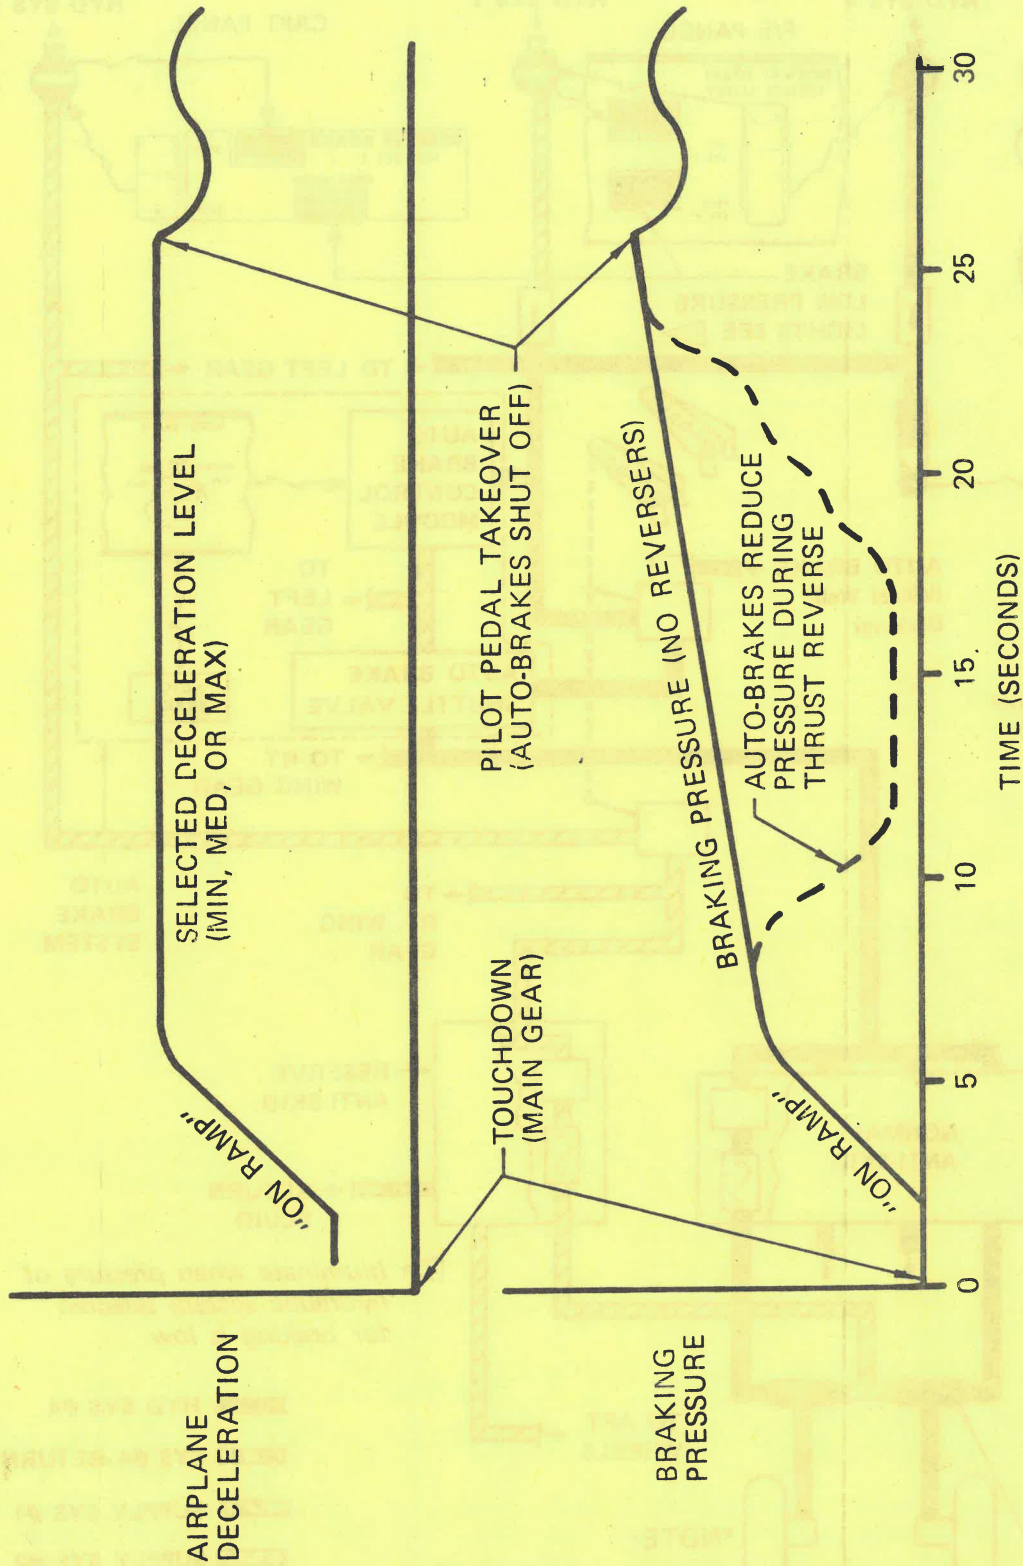 AIRPLANE
DECELERATION
"ON RAMP"
SELECTED DECELERATION LEVEL
(MIN, MED, OR MAX)
TOUCHDOWN
(MAIN GEAR)
PILOT PEDAL TAKEOVER
(AUTO-BRAKES SHUT OFF)
BRAKING
PRESSURE
"ON RAMP"
BRAKING PRESSURE (NO REVERSERS)
AUTO-BRAKES REDUCE
PRESSURE DURING
THRUST REVERSE
0 5 10 15 20 25 30
TIME (SECONDS)